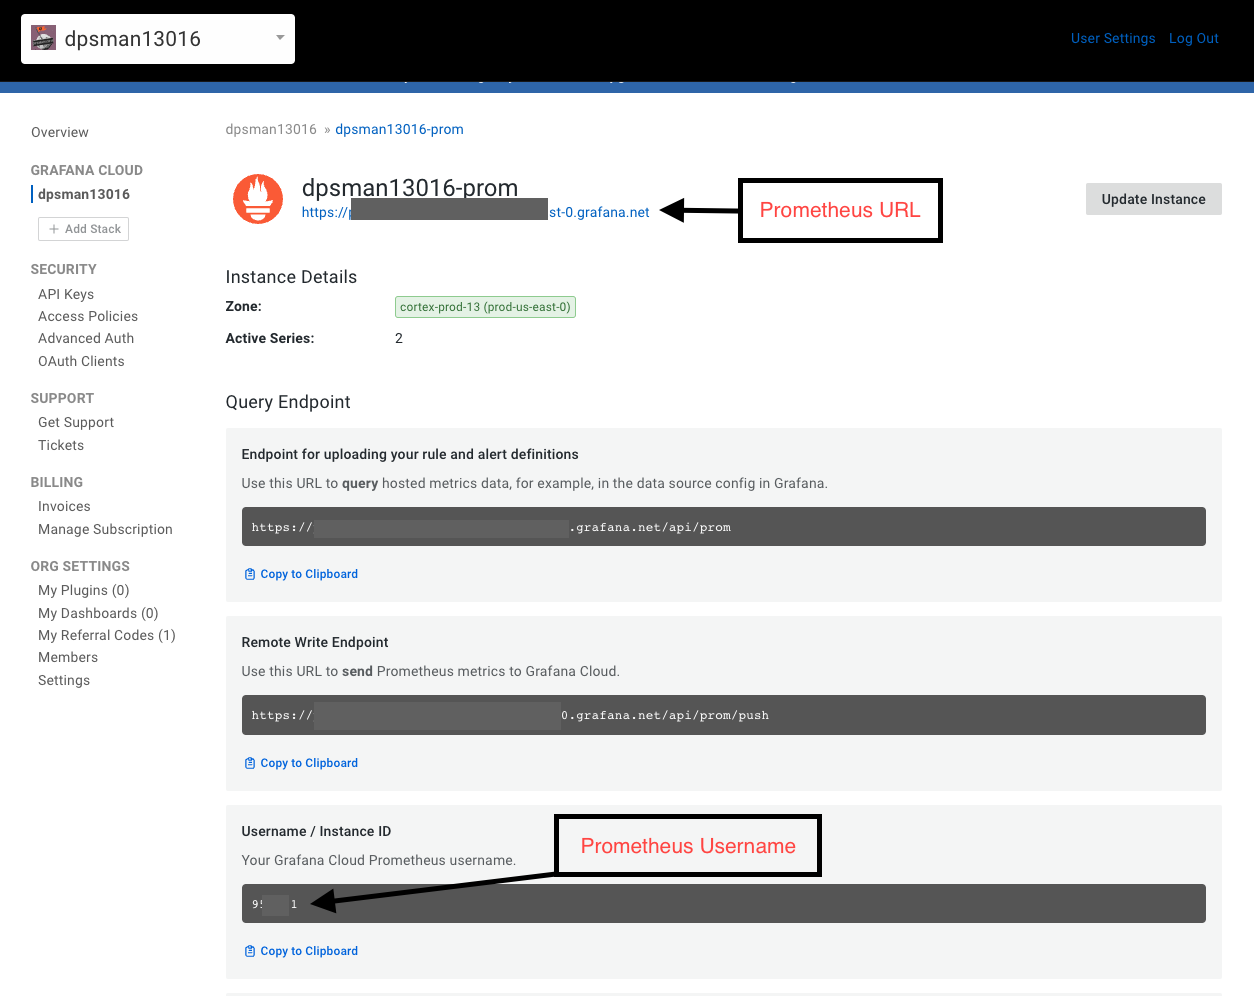 dpsman13016
User Settings Log Out
Overview
GRAFANA CLOUD
dpsman13016
+ Add Stack
SECURITY
API Keys
Access Policies
Advanced Auth
OAuth Clients
SUPPORT
Get Support
Tickets
BILLING
Invoices
Manage Subscription
ORG SETTINGS
My Plugins (0)
My Dashboards (0)
My Referral Codes (1)
Members
Settings
dpsman13016 » dpsman13016-prom
dpsman13016-prom
https:// st-0.grafana.net
Prometheus URL
Update Instance
Instance Details
Zone: cortex-prod-13 (prod-us-east-0)
Active Series: 2
Query Endpoint
Endpoint for uploading your rule and alert definitions
Use this URL to query hosted metrics data, for example, in the data source config in Grafana.
https:// .grafana.net/api/prom
Copy to Clipboard
Remote Write Endpoint
Use this URL to send Prometheus metrics to Grafana Cloud.
https:// 0.grafana.net/api/prom/push
Copy to Clipboard
Username / Instance ID
Prometheus Username
Your Grafana Cloud Prometheus username.
9 1
Copy to Clipboard